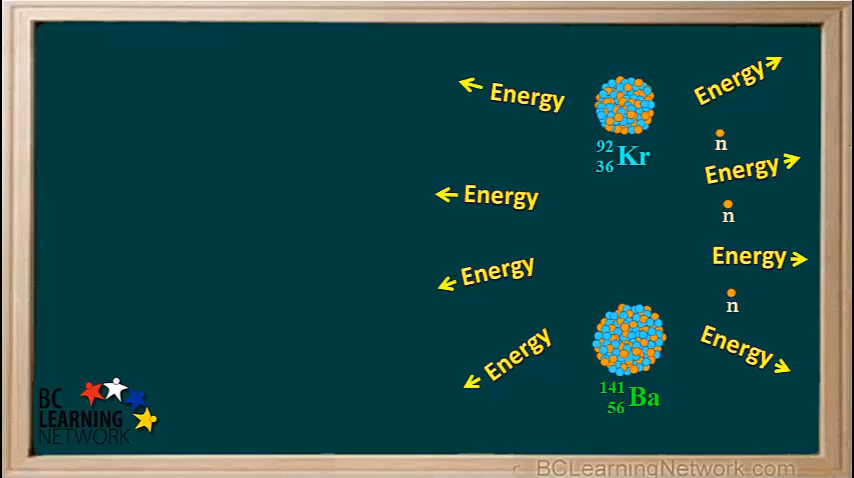 Energy
Energy
92
36 Kr
n
Energy
Energy
n
Energy
Energy
n
Energy
Energy
141
56 Ba
BC
LEARNING
NETWORK
BCLearningNetwork.com